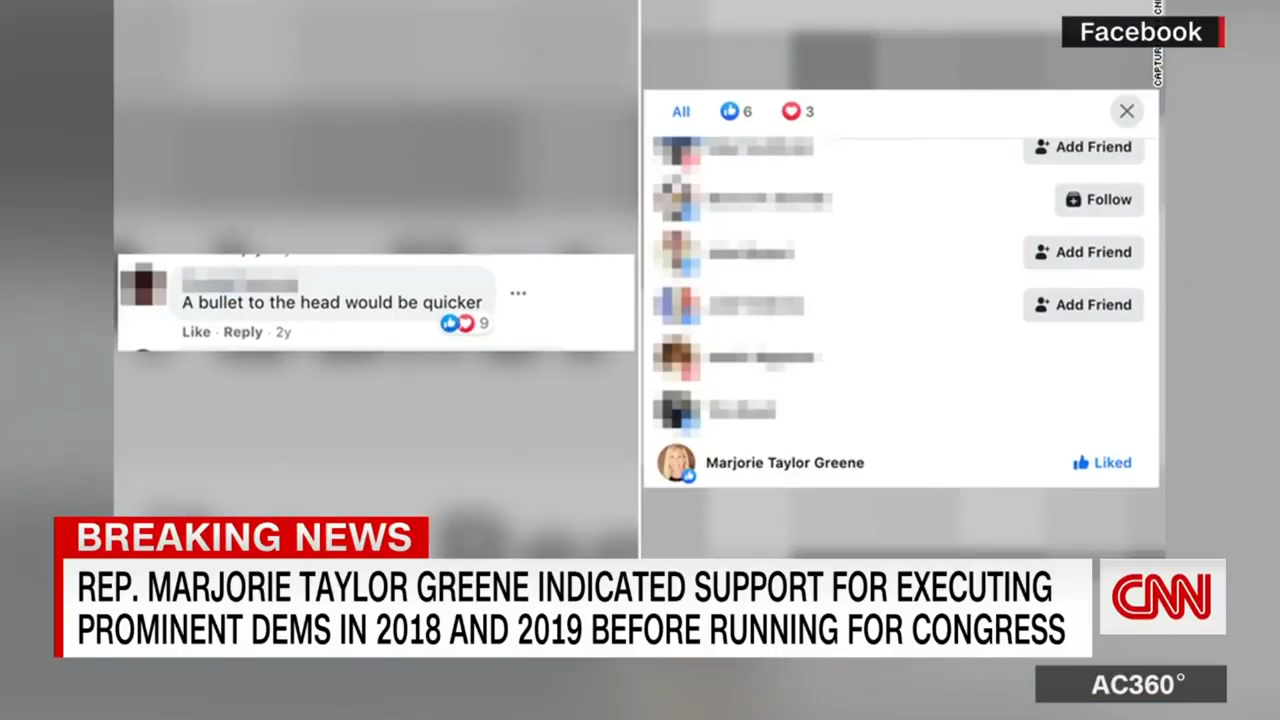 Facebook
CAPTUR
CN
All
6
3
Add Friend
Follow
Add Friend
A bullet to the head would be quicker
9
Like · Reply · 2y
Add Friend
Marjorie Taylor Greene
Liked
BREAKING NEWS
REP. MARJORIE TAYLOR GREENE INDICATED SUPPORT FOR EXECUTING
PROMINENT DEMS IN 2018 AND 2019 BEFORE RUNNING FOR CONGRESS
CNN
AC360°